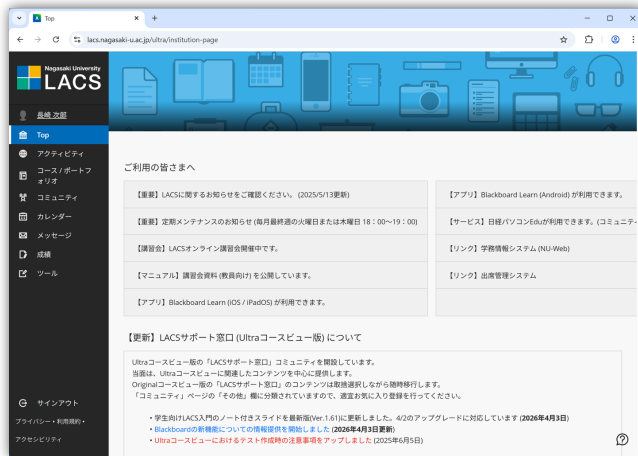 Top
lacs.nagasaki-u.ac.jp/ultra/institution-page
Nagasaki University
LACS
長崎 次郎
Top
アクティビティ
コース / ポートフ
ォリオ
コミュニティ
カレンダー
メッセージ
成績
ツール
サインアウト
プライバシー • 利用規約 •
アクセシビリティ
ご利用の皆さまへ
【重要】LACSに関するお知らせをご確認ください。 (2025/5/13更新)
【重要】定期メンテナンスのお知らせ (毎月最終週の火曜日または木曜日 18：00〜19：00)
【講習会】LACSオンライン講習会開催中です。
【マニュアル】講習会資料 (教員向け) を公開しています。
【アプリ】Blackboard Learn (iOS / iPadOS) が利用できます。
【アプリ】Blackboard Learn (Android) が利用できます。
【サービス】日経パソコンEduが利用できます。(コミュニティ
【リンク】学務情報システム (NU-Web)
【リンク】出席管理システム
【更新】LACSサポート窓口 (Ultraコースビュー版) について
Ultraコースビュー版の「LACSサポート窓口」コミュニティを開設しています。
当面は、Ultraコースビューに関連したコンテンツを中心に提供します。
Originalコースビュー版の「LACSサポート窓口」のコンテンツは取捨選択しながら随時移行します。
「コミュニティ」ページの「その他」欄に分類されていますので、適宜お気に入り登録を行ってください。
• 学生向けLACS入門のノート付きスライドを最新版(Ver.1.61)に更新しました。4/2のアップグレードに対応しています (2026年4月3日)
• Blackboardの新機能についての情報提供を開始しました (2026年4月3日更新)
• Ultraコースビューにおけるテスト作成時の注意事項をアップしました (2025年6月5日)